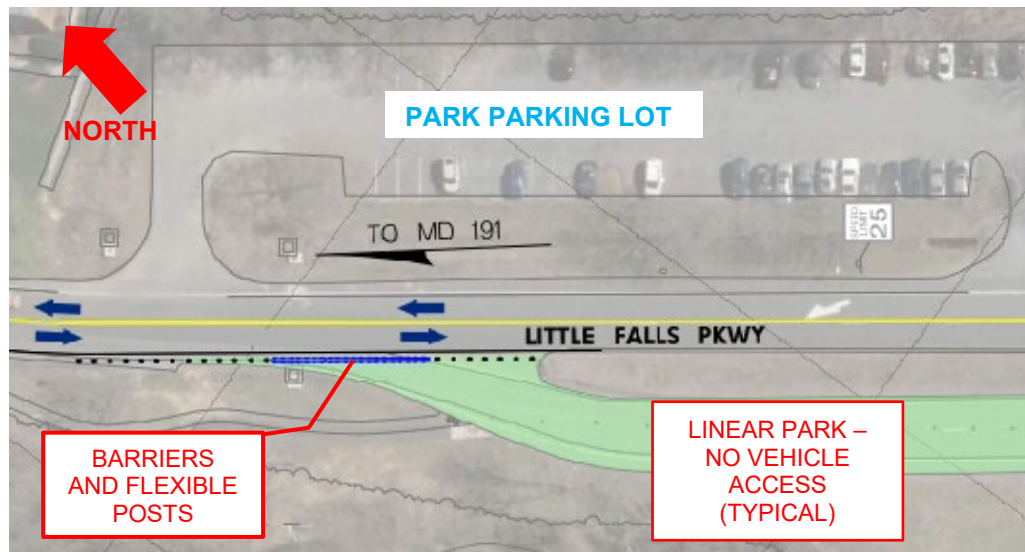 NORTH
PARK PARKING LOT
TO MD 191
SPEED
LIMIT
25
LITTLE FALLS PKWY
BARRIERS
AND FLEXIBLE
POSTS
LINEAR PARK –
NO VEHICLE
ACCESS
(TYPICAL)